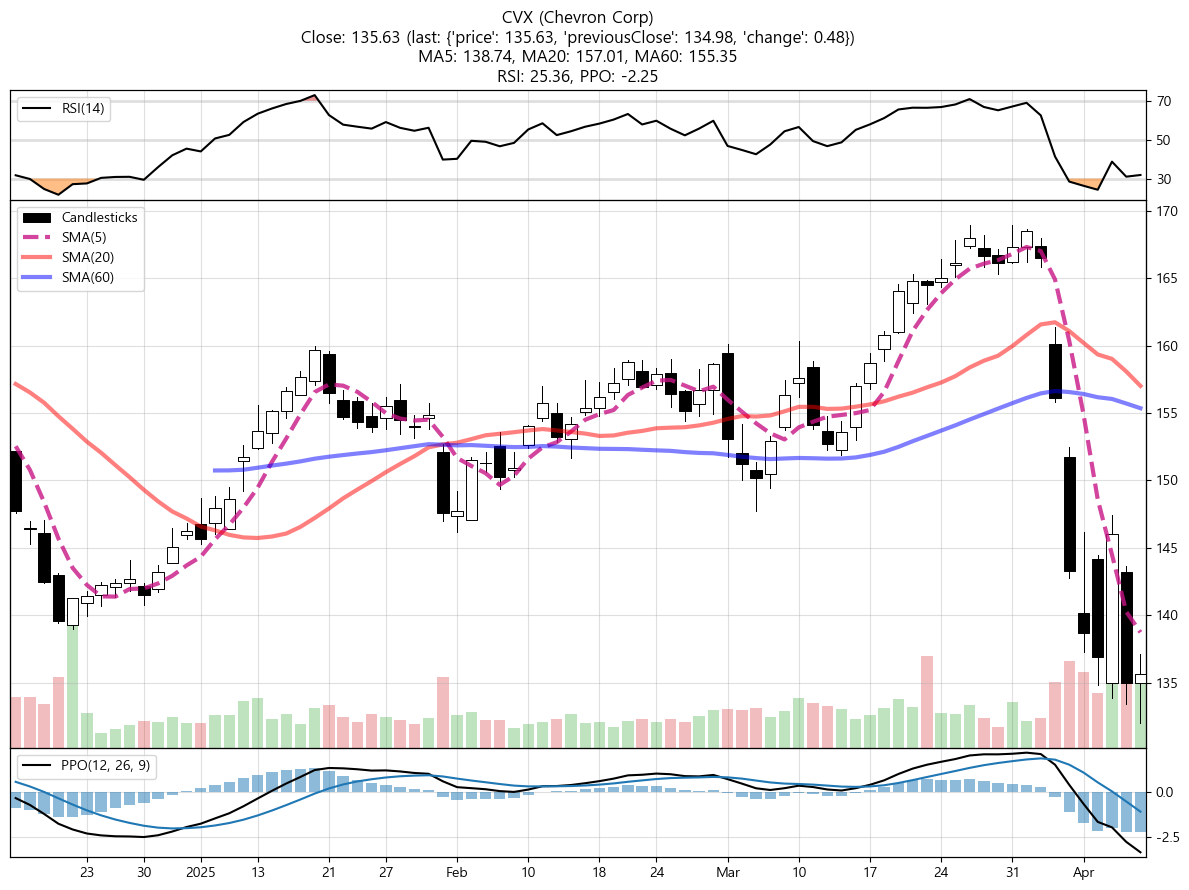 CVX (Chevron Corp)
Close: 135.63 (last: {'price': 135.63, 'previousClose': 134.98, 'change': 0.48})
MA5: 138.74, MA20: 157.01, MA60: 155.35
RSI: 25.36, PPO: -2.25
RSI(14)
70
50
30
Candlesticks
SMA(5)
SMA(20)
SMA(60)
170
165
160
155
150
145
140
135
PPO(12, 26, 9)
0.0
-2.5
23 30 2025 13 21 27 Feb 10 18 24 Mar 10 17 24 31 Apr